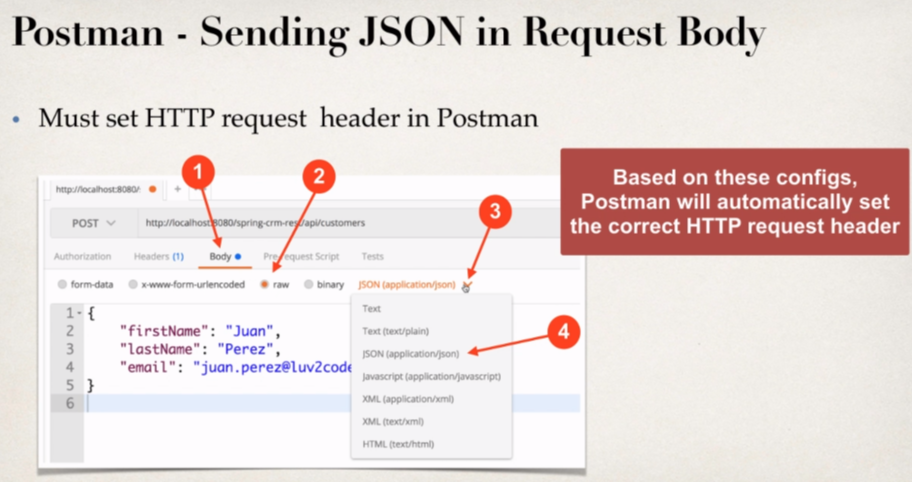 Postman - Sending JSON in Request Body
• Must set HTTP request header in Postman
Based on these configs,
Postman will automatically set
the correct HTTP request header
1
2
3
4
http://localhost:8080/
+
POST
http://localhost:8080/spring-crm-rest/api/customers
Authorization Headers (1) Body Pre-request Script Tests
form-data x-www-form-urlencoded raw binary JSON (application/json)
1 {
2 "firstName": "Juan",
3 "lastName": "Perez",
4 "email": "juan.perez@luv2code
5 }
6
Text
Text (text/plain)
JSON (application/json)
Javascript (application/javascript)
XML (application/xml)
XML (text/xml)
HTML (text/html)